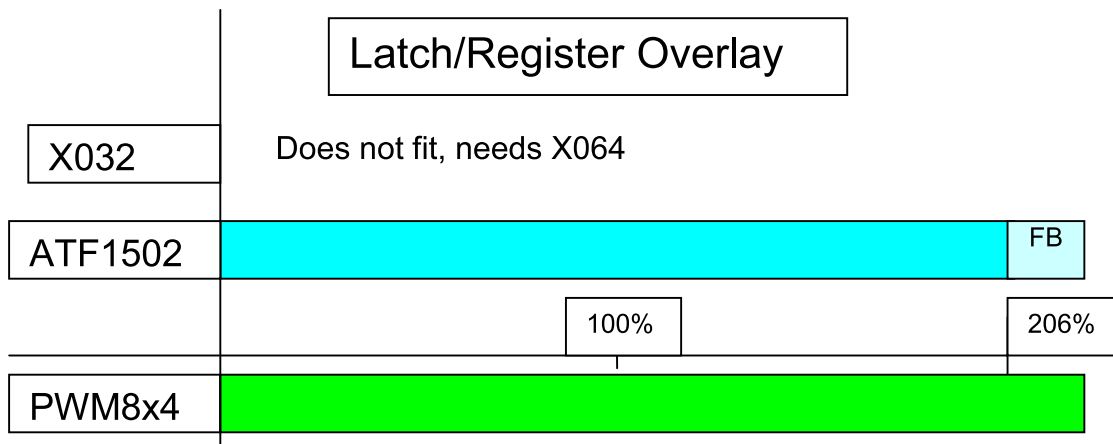 Latch/Register Overlay
X032
Does not fit, needs X064
ATF1502
FB
100%
206%
PWM8x4